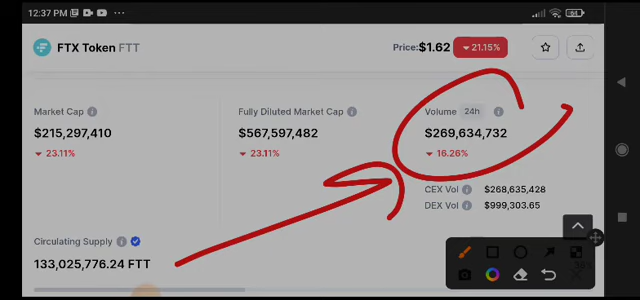 12:37 PM
61
FTX Token FTT
Price:$1.62 21.15%
Market Cap
$215,297,410
23.11%
Fully Diluted Market Cap
$567,597,482
23.11%
Volume 24h
$269,634,732
16.26%
CEX Vol $268,635,428
DEX Vol $999,303.65
Circulating Supply
133,025,776.24 FTT